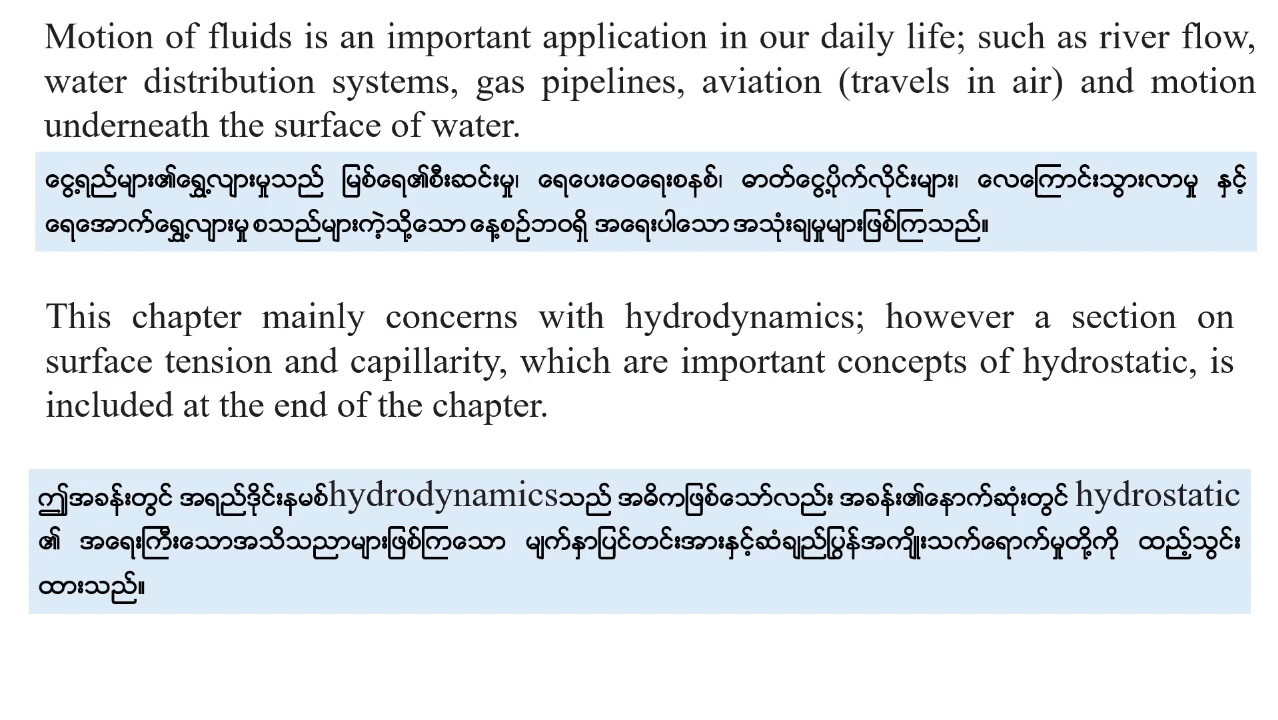 Motion of fluids is an important application in our daily life; such as river flow,
water distribution systems, gas pipelines, aviation (travels in air) and motion
underneath the surface of water.
ငွေ့ရည်များ၏ရွှေ့လျားမှုသည် မြစ်ရေ၏စီးဆင်းမှု၊ ရေပေးဝေရေးစနစ်၊ ဓာတ်ငွေ့ပိုက်လိုင်းများ၊ လေကြောင်းသွားလာမှု နှင့်
ရေအောက်ရွှေ့လျားမှု စသည်များကဲ့သို့သော နေ့စဉ်ဘဝရှိ အရေးပါသော အသုံးချမှုများဖြစ်ကြသည်။
This chapter mainly concerns with hydrodynamics; however a section on
surface tension and capillarity, which are important concepts of hydrostatic, is
included at the end of the chapter.
ဤအခန်းတွင် အရည်ဒိုင်းနမစ်hydrodynamicsသည် အဓိကဖြစ်သော်လည်း အခန်း၏နောက်ဆုံးတွင် hydrostatic
၏ အရေးကြီးသောအသိသညာများဖြစ်ကြသော မျက်နှာပြင်တင်းအားနှင့်ဆံချည်ပြွန်အကျိုးသက်ရောက်မှုတို့ကို ထည့်သွင်း
ထားသည်။